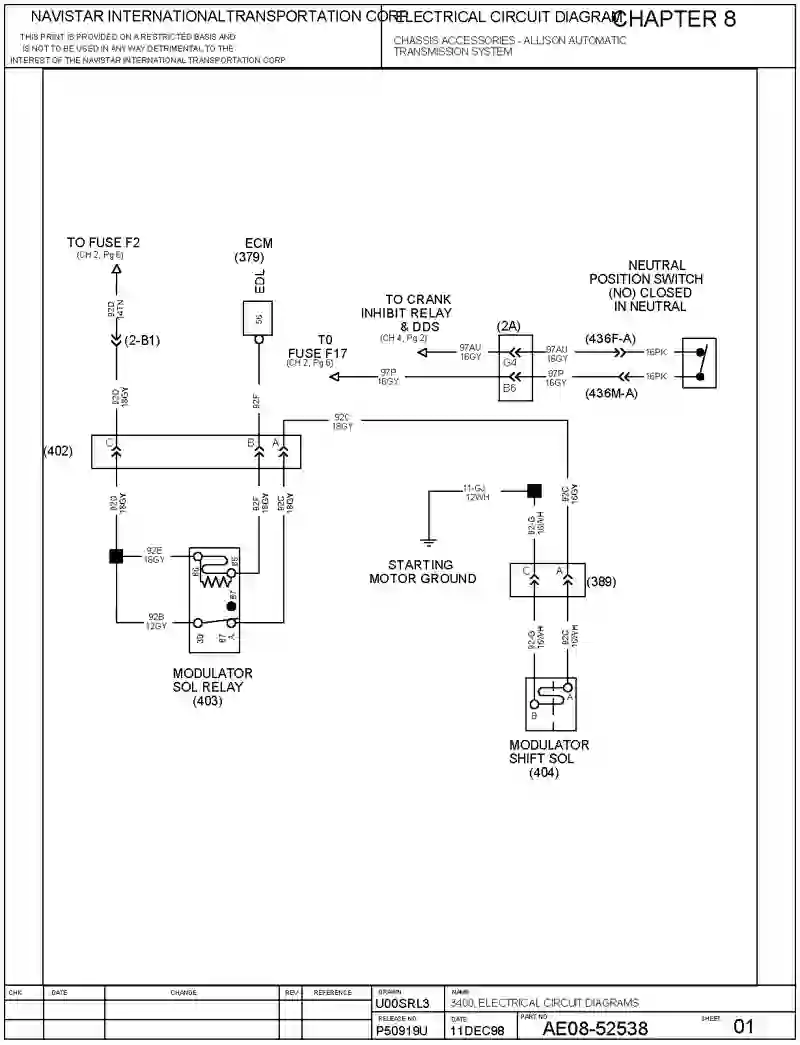 NAVISTAR INTERNATIONAL TRANSPORTATION CORP.
THIS PRINT IS PROVIDED ON A RESTRICTED BASIS AND
IS NOT TO BE USED IN ANY WAY DETRIMENTAL TO THE
INTEREST OF THE NAVISTAR INTERNATIONAL TRANSPORTATION CORP
ELECTRICAL CIRCUIT DIAGRAM
CHAPTER 8
CHASSIS ACCESSORIES - ALLISON AUTOMATIC
TRANSMISSION SYSTEM
TO FUSE F2
(CH 2, Pg 6)
ECM
(379)
EDL
56
92D
14TN
(2-B1)
92D
18GY
92F
NEUTRAL
POSITION SWITCH
(NO) CLOSED
IN NEUTRAL
TO CRANK
INHIBIT RELAY
& DDS
(CH 4, Pg 2)
TO
FUSE F17
(CH 2, Pg 6)
(2A)
97AU
16GY
G4
97AU
16GY
(436F-A)
16PK
97P
16GY
B6
97P
16GY
16PK
(436M-A)
92C
18GY
(402)
C
B
A
92D
18GY
92F
18GY
92C
18GY
92E
18GY
86
85
87
92B
12GY
30
87
A
MODULATOR
SOL RELAY
(403)
11-GJ
12WH
92C
16GY
92-G
16WH
STARTING
MOTOR GROUND
C
A
(389)
92-G
16WH
92C
16WH
A
B
MODULATOR
SHIFT SOL
(404)
CHK
DATE
CHANGE
REV
REFERENCE
DRAWN
U00SRL3
NAME
3400, ELECTRICAL CIRCUIT DIAGRAMS
RELEASE NO.
P50919U
DATE
11DEC98
PART NO.
AE08-52538
SHEET
01